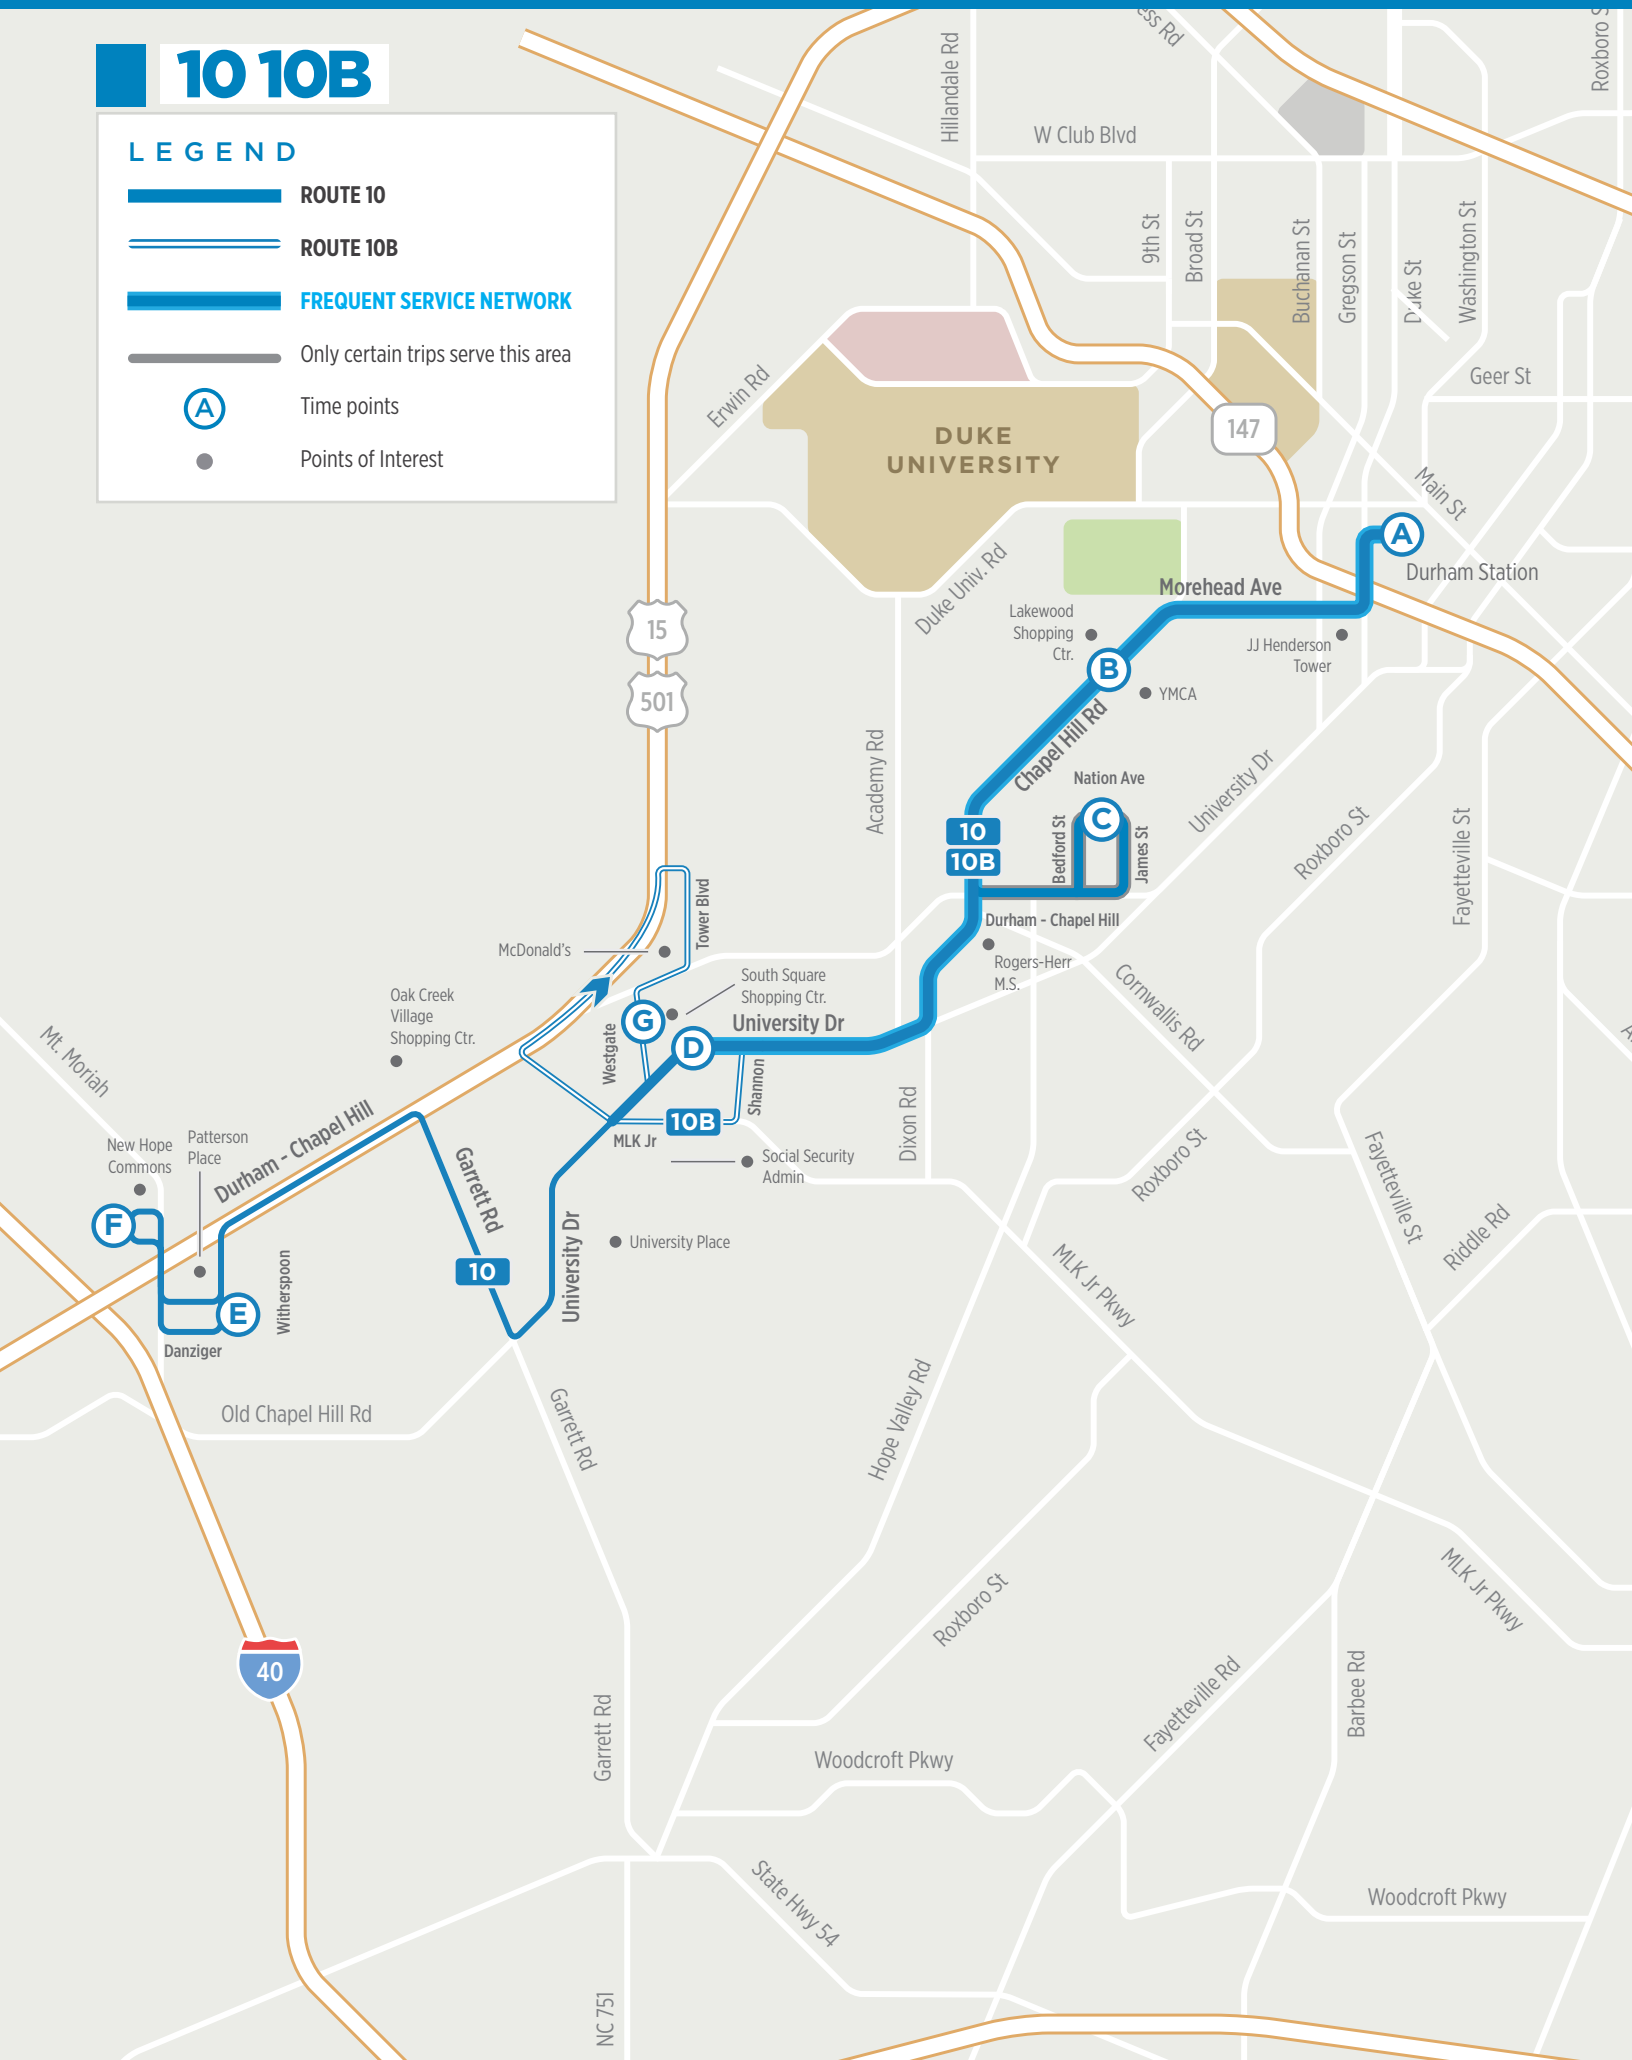 10 10B
LEGEND
ROUTE 10
ROUTE 10B
FREQUENT SERVICE NETWORK
Only certain trips serve this area
A
Time points
Points of Interest
ess Rd
Roxboro S
Hillandale Rd
W Club Blvd
9th St
Broad St
Buchanan St
Gregson St
Duke St
Washington St
Geer St
Erwin Rd
DUKE
UNIVERSITY
147
Main St
A
Durham Station
Duke Univ. Rd
Morehead Ave
Lakewood
Shopping
Ctr.
JJ Henderson
Tower
15
501
B
YMCA
Chapel Hill Rd
Academy Rd
Nation Ave
University Dr
Roxboro St
Fayetteville St
10
10B
C
Bedford St
James St
Durham - Chapel Hill
Rogers-Herr
M.S.
Cornwallis Rd
Tower Blvd
McDonald's
South Square
Shopping Ctr.
Oak Creek
Village
Shopping Ctr.
G
University Dr
D
Westgate
Shannon
10B
MLK Jr
Social Security
Admin
Dixon Rd
Mt. Moriah
New Hope
Commons
Patterson
Place
Durham - Chapel Hill
Garrett Rd
F
E
Witherspoon
Danziger
10
University Dr
University Place
Roxboro St
Fayetteville St
Riddle Rd
MLK Jr Pkwy
Old Chapel Hill Rd
Garrett Rd
Hope Valley Rd
Roxboro St
MLK Jr Pkwy
40
Garrett Rd
Fayetteville Rd
Barbee Rd
Woodcroft Pkwy
State Hwy 54
Woodcroft Pkwy
NC 751